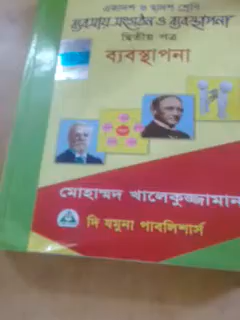 একাদশ ও দ্বাদশ শ্রেণি
ব্যবসায় সংগঠন ও ব্যবস্থাপনা
দ্বিতীয় পত্র
ব্যবস্থাপনা
মোহাম্মদ খালেকুজ্জামান
দি যমুনা পাবলিশার্স